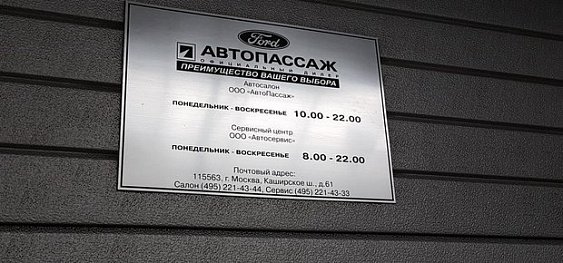 Ford
АВТОПАССАЖ
ОФИЦИАЛЬНЫЙ ДИЛЕР
ПРЕИМУЩЕСТВО ВАШЕГО ВЫБОРА
Автосалон
ООО «АвтоПассаж»
ПОНЕДЕЛЬНИК - ВОСКРЕСЕНЬЕ 10.00 - 22.00
Сервисный центр
ООО «Автосервис»
ПОНЕДЕЛЬНИК - ВОСКРЕСЕНЬЕ 8.00 - 22.00
Почтовый адрес:
115563, г. Москва, Каширское ш., д.61
Салон (495) 221-43-44, Сервис (495) 221-43-33